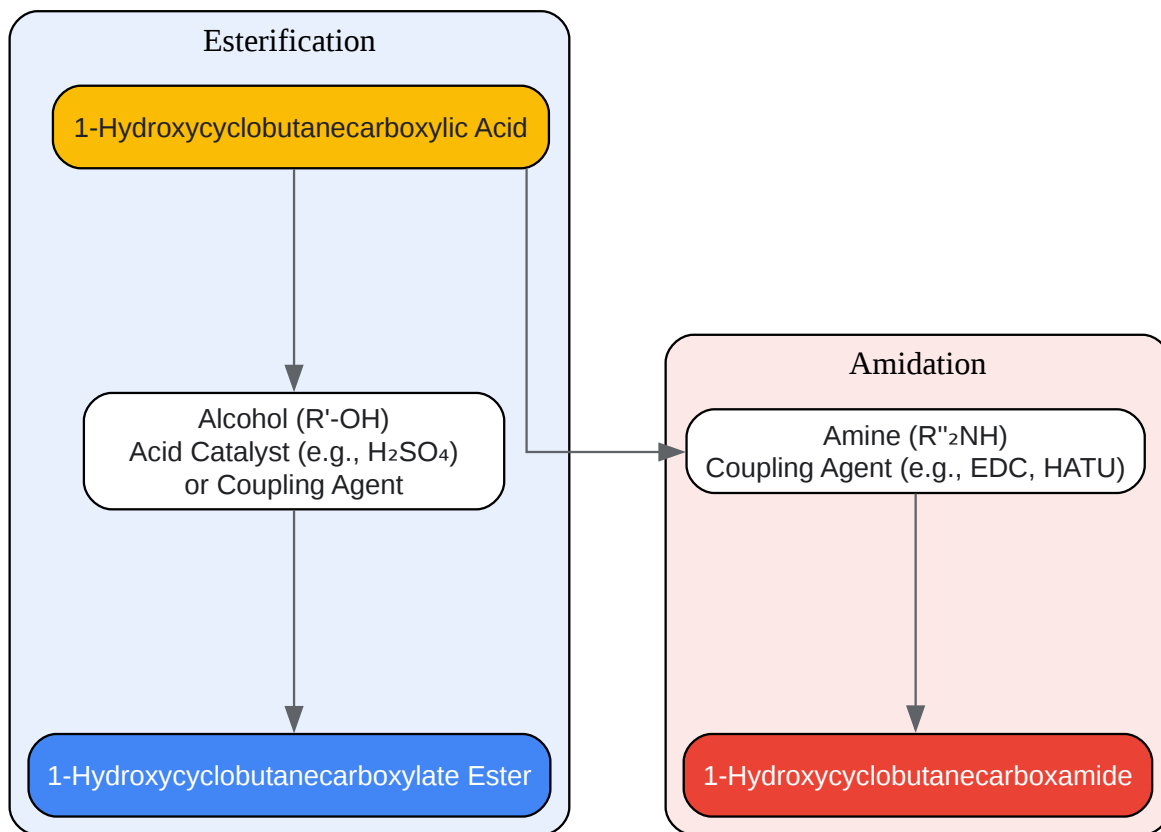 Esterification
1-Hydroxycyclobutanecarboxylic Acid
Alcohol (R'-OH)
Acid Catalyst (e.g., H₂SO₄)
or Coupling Agent
1-Hydroxycyclobutanecarboxylate Ester
Amidation
Amine (R''₂NH)
Coupling Agent (e.g., EDC, HATU)
1-Hydroxycyclobutanecarboxamide